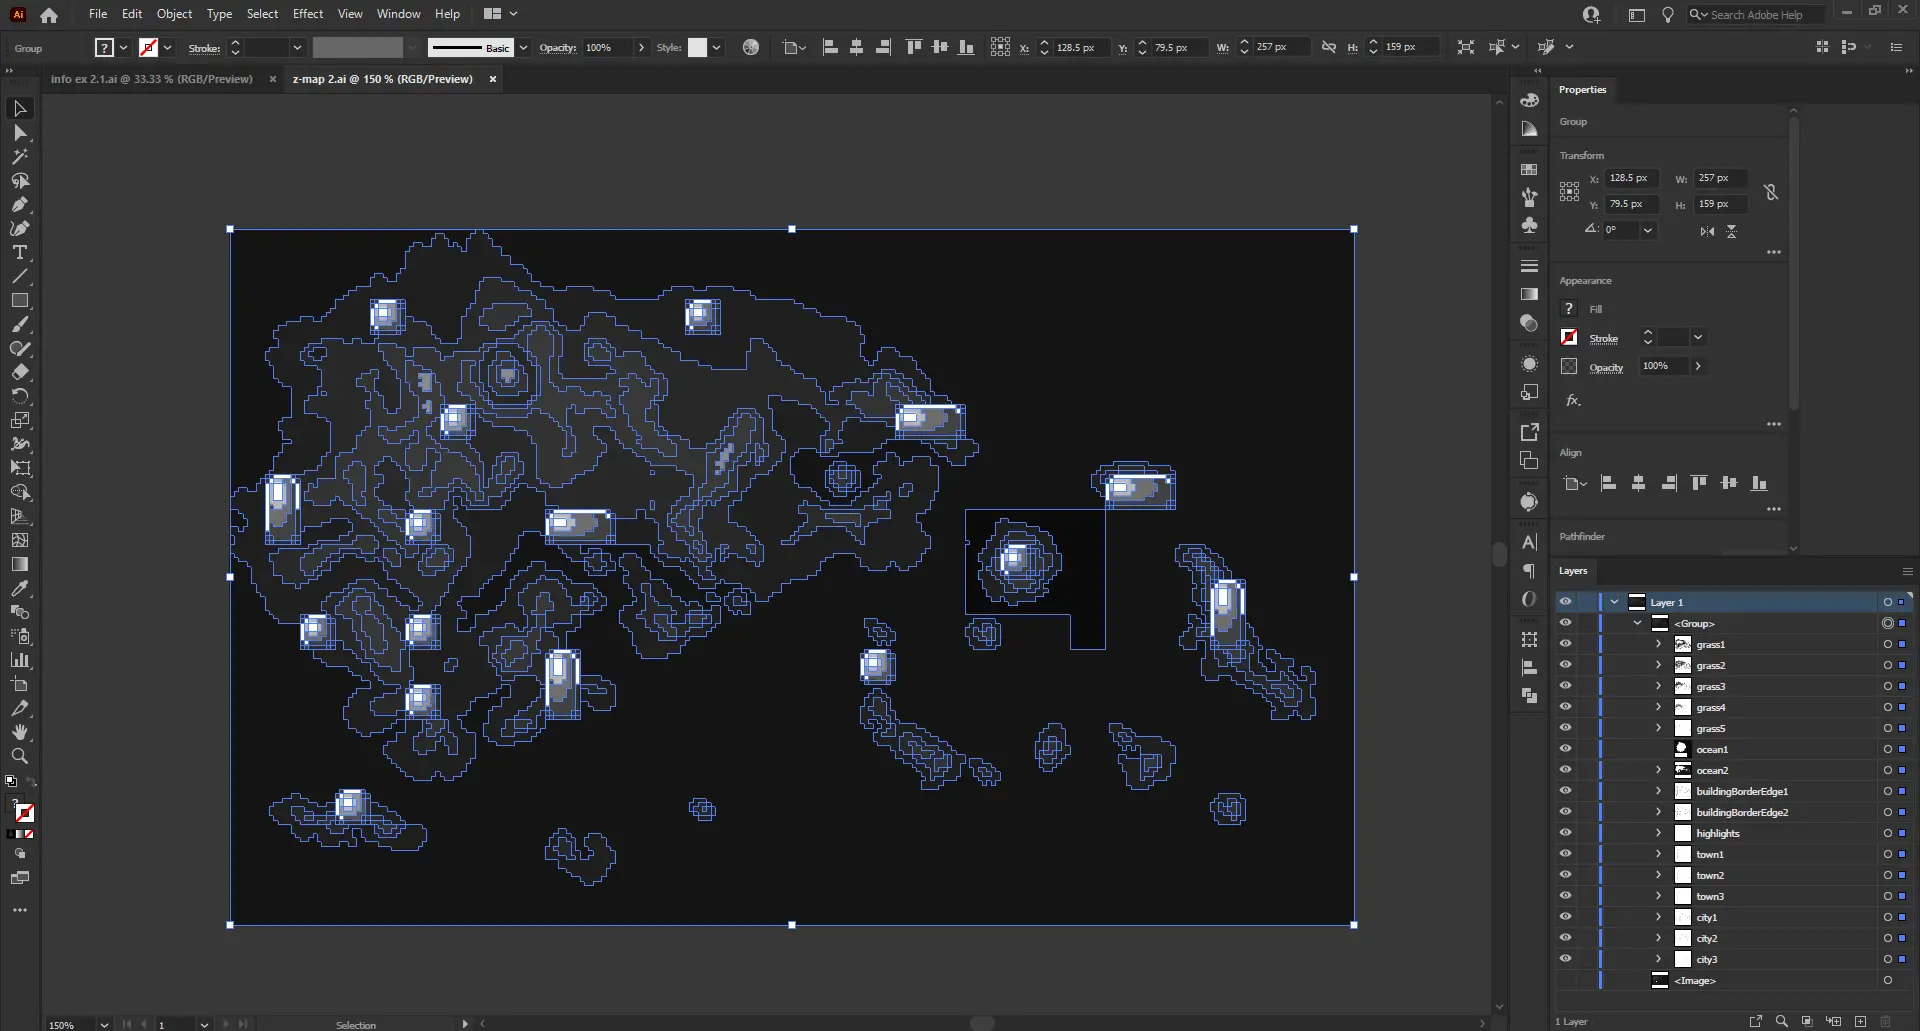 Ai File Edit Object Type Select Effect View Window Help Search Adobe Help
Group ? Stroke: Basic Opacity: 100% Style: X: 128.5 px Y: 79.5 px W: 257 px H: 159 px
info ex 2.1.ai @ 33.33 % (RGB/Preview) × z-map 2.ai @ 150 % (RGB/Preview) ×
Properties
Group
Transform
X: 128.5 px W: 257 px
Y: 79.5 px H: 159 px
0°
Appearance
? Fill
Stroke
Opacity 100%
fx.
Align
Pathfinder
Layers
Layer 1
<Group>
grass1
grass2
grass3
grass4
grass5
ocean1
ocean2
buildingBorderEdge1
buildingBorderEdge2
highlights
town1
town2
town3
city1
city2
city3
<Image>
1 Layer
150% 1 Selection